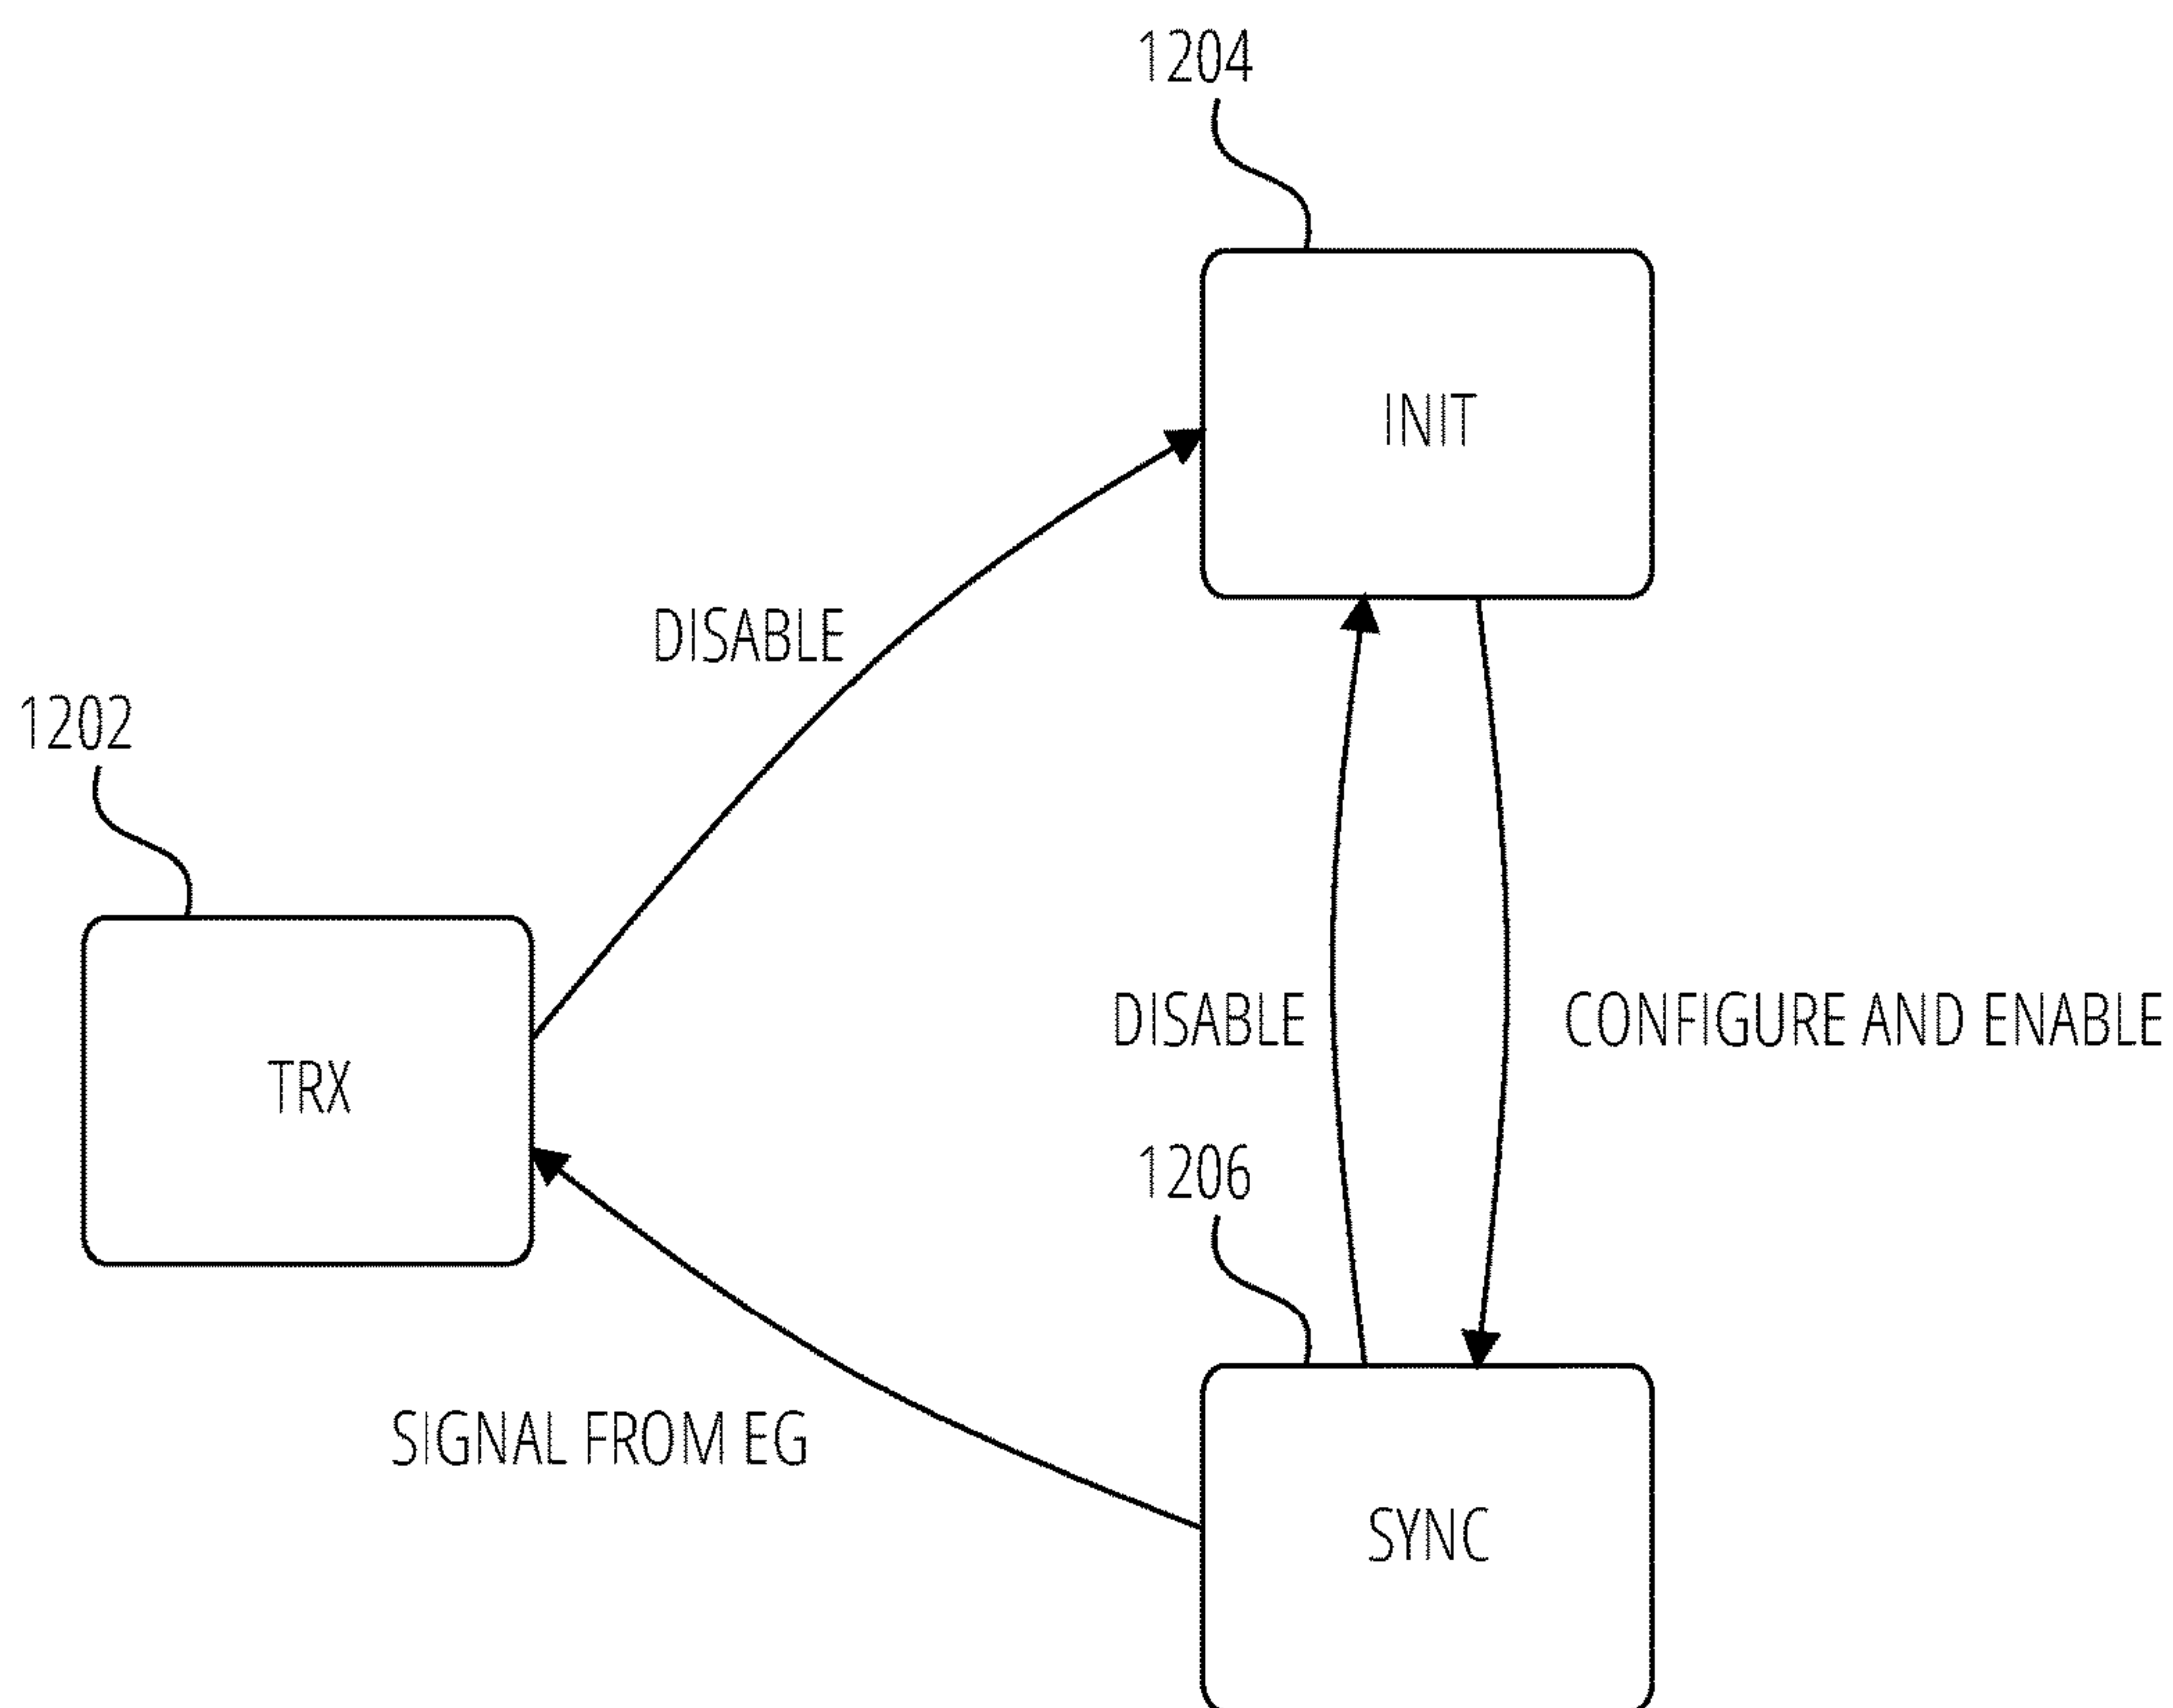 1204
INIT
DISABLE
1202
DISABLE
CONFIGURE AND ENABLE
TRX
1206
SIGNAL FROM EG
SYNC